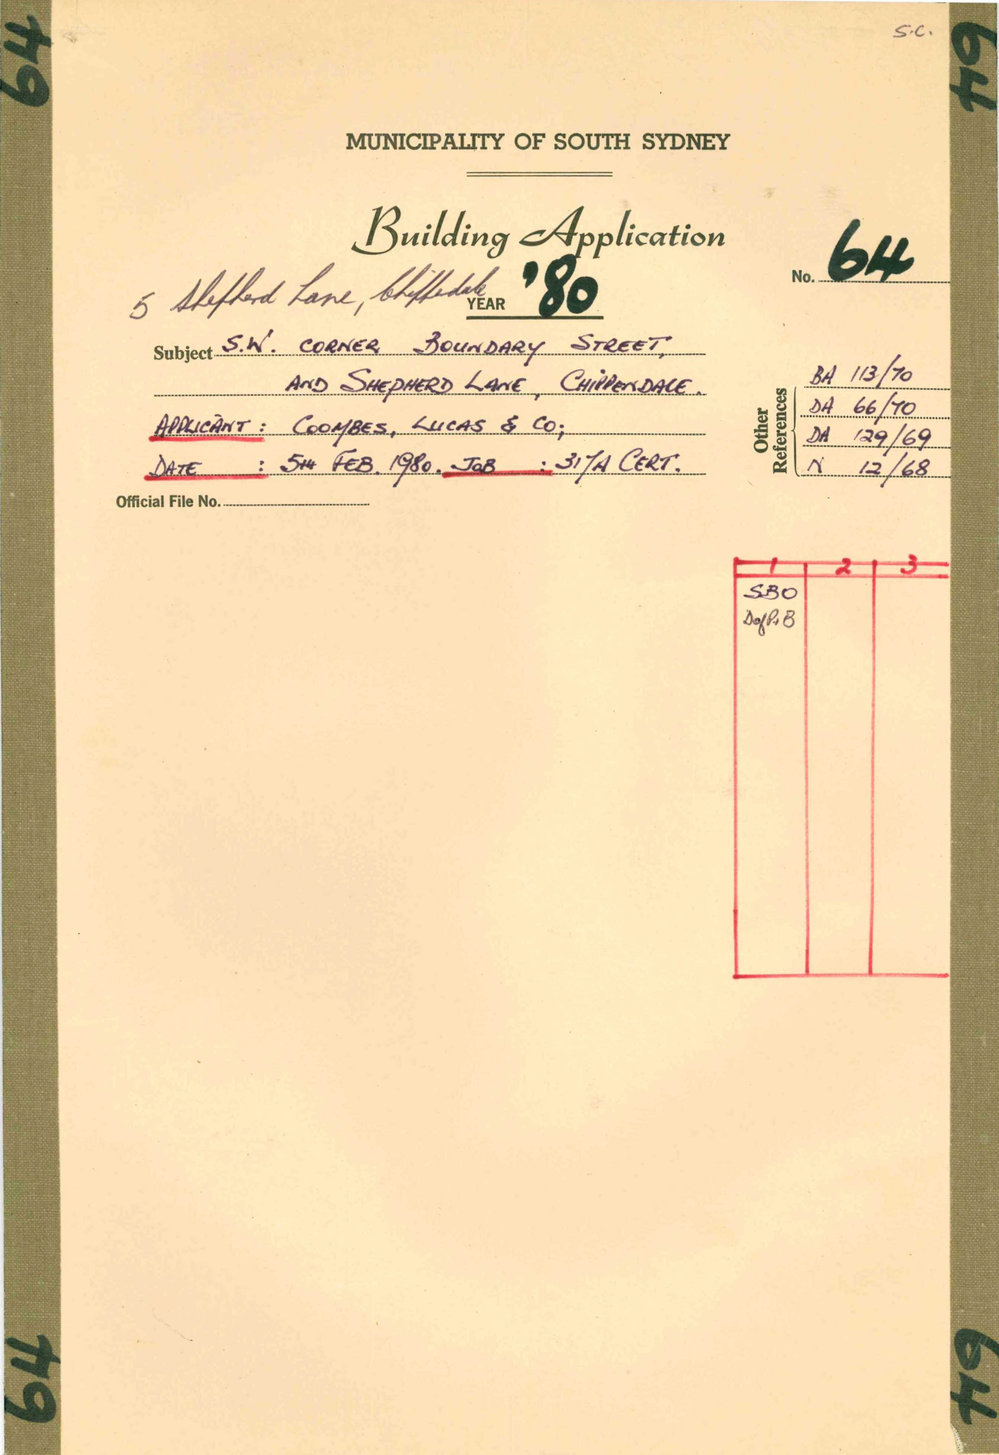 64
S.C.
64
MUNICIPALITY OF SOUTH SYDNEY
Building Application
No. 64
5 Shepherd Lane, Chippendale
YEAR '80
Subject S.W. CORNER BOUNDARY STREET,
AND SHEPHERD LANE, CHIPPENDALE.
APPLICANT : COOMBES, LUCAS & CO;
DATE : 5TH FEB. 1980. JOB : 317A CERT.
Official File No.
Other References
BA 113/70
DA 66/70
DA 129/69
N 12/68
1 2 3
SBO
DofP&B
64
64